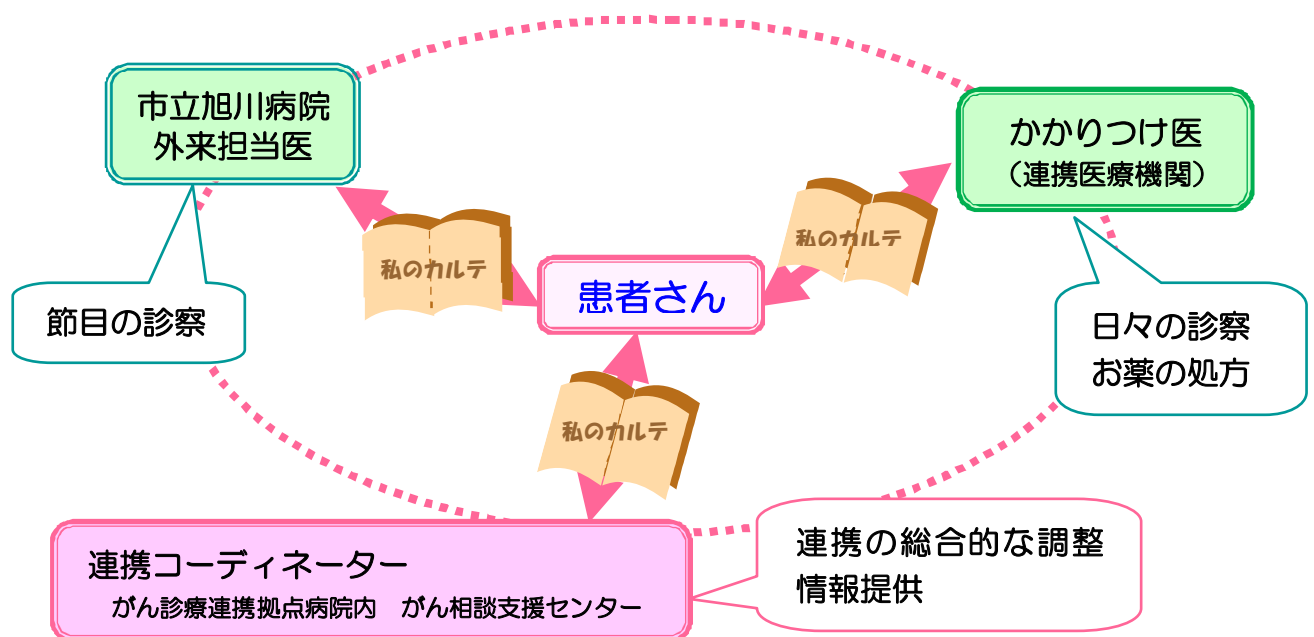 市立旭川病院
外来担当医
かかりつけ医
（連携医療機関）
私のカルテ
私のカルテ
患者さん
節目の診察
日々の診察
お薬の処方
私のカルテ
連携コーディネーター
がん診療連携拠点病院内　がん相談支援センター
連携の総合的な調整
情報提供